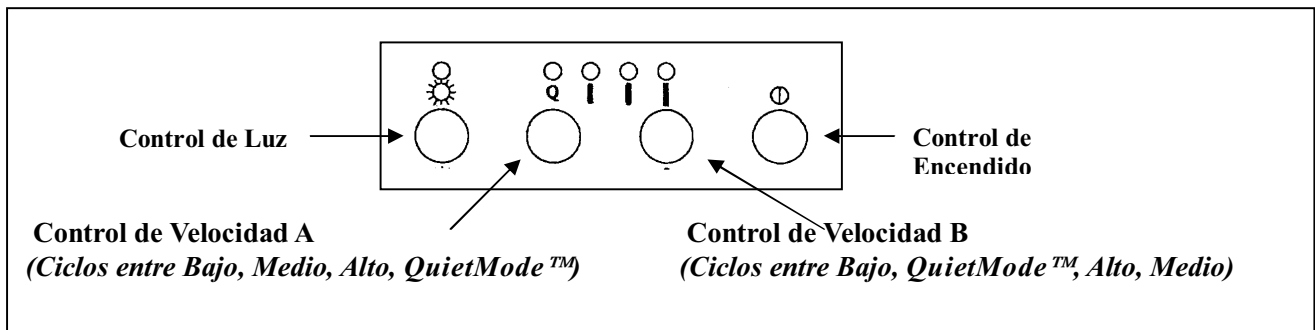 Q
Control de Luz
Control de
Encendido
Control de Velocidad A
(Ciclos entre Bajo, Medio, Alto, QuietMode™)
Control de Velocidad B
(Ciclos entre Bajo, QuietMode™, Alto, Medio)